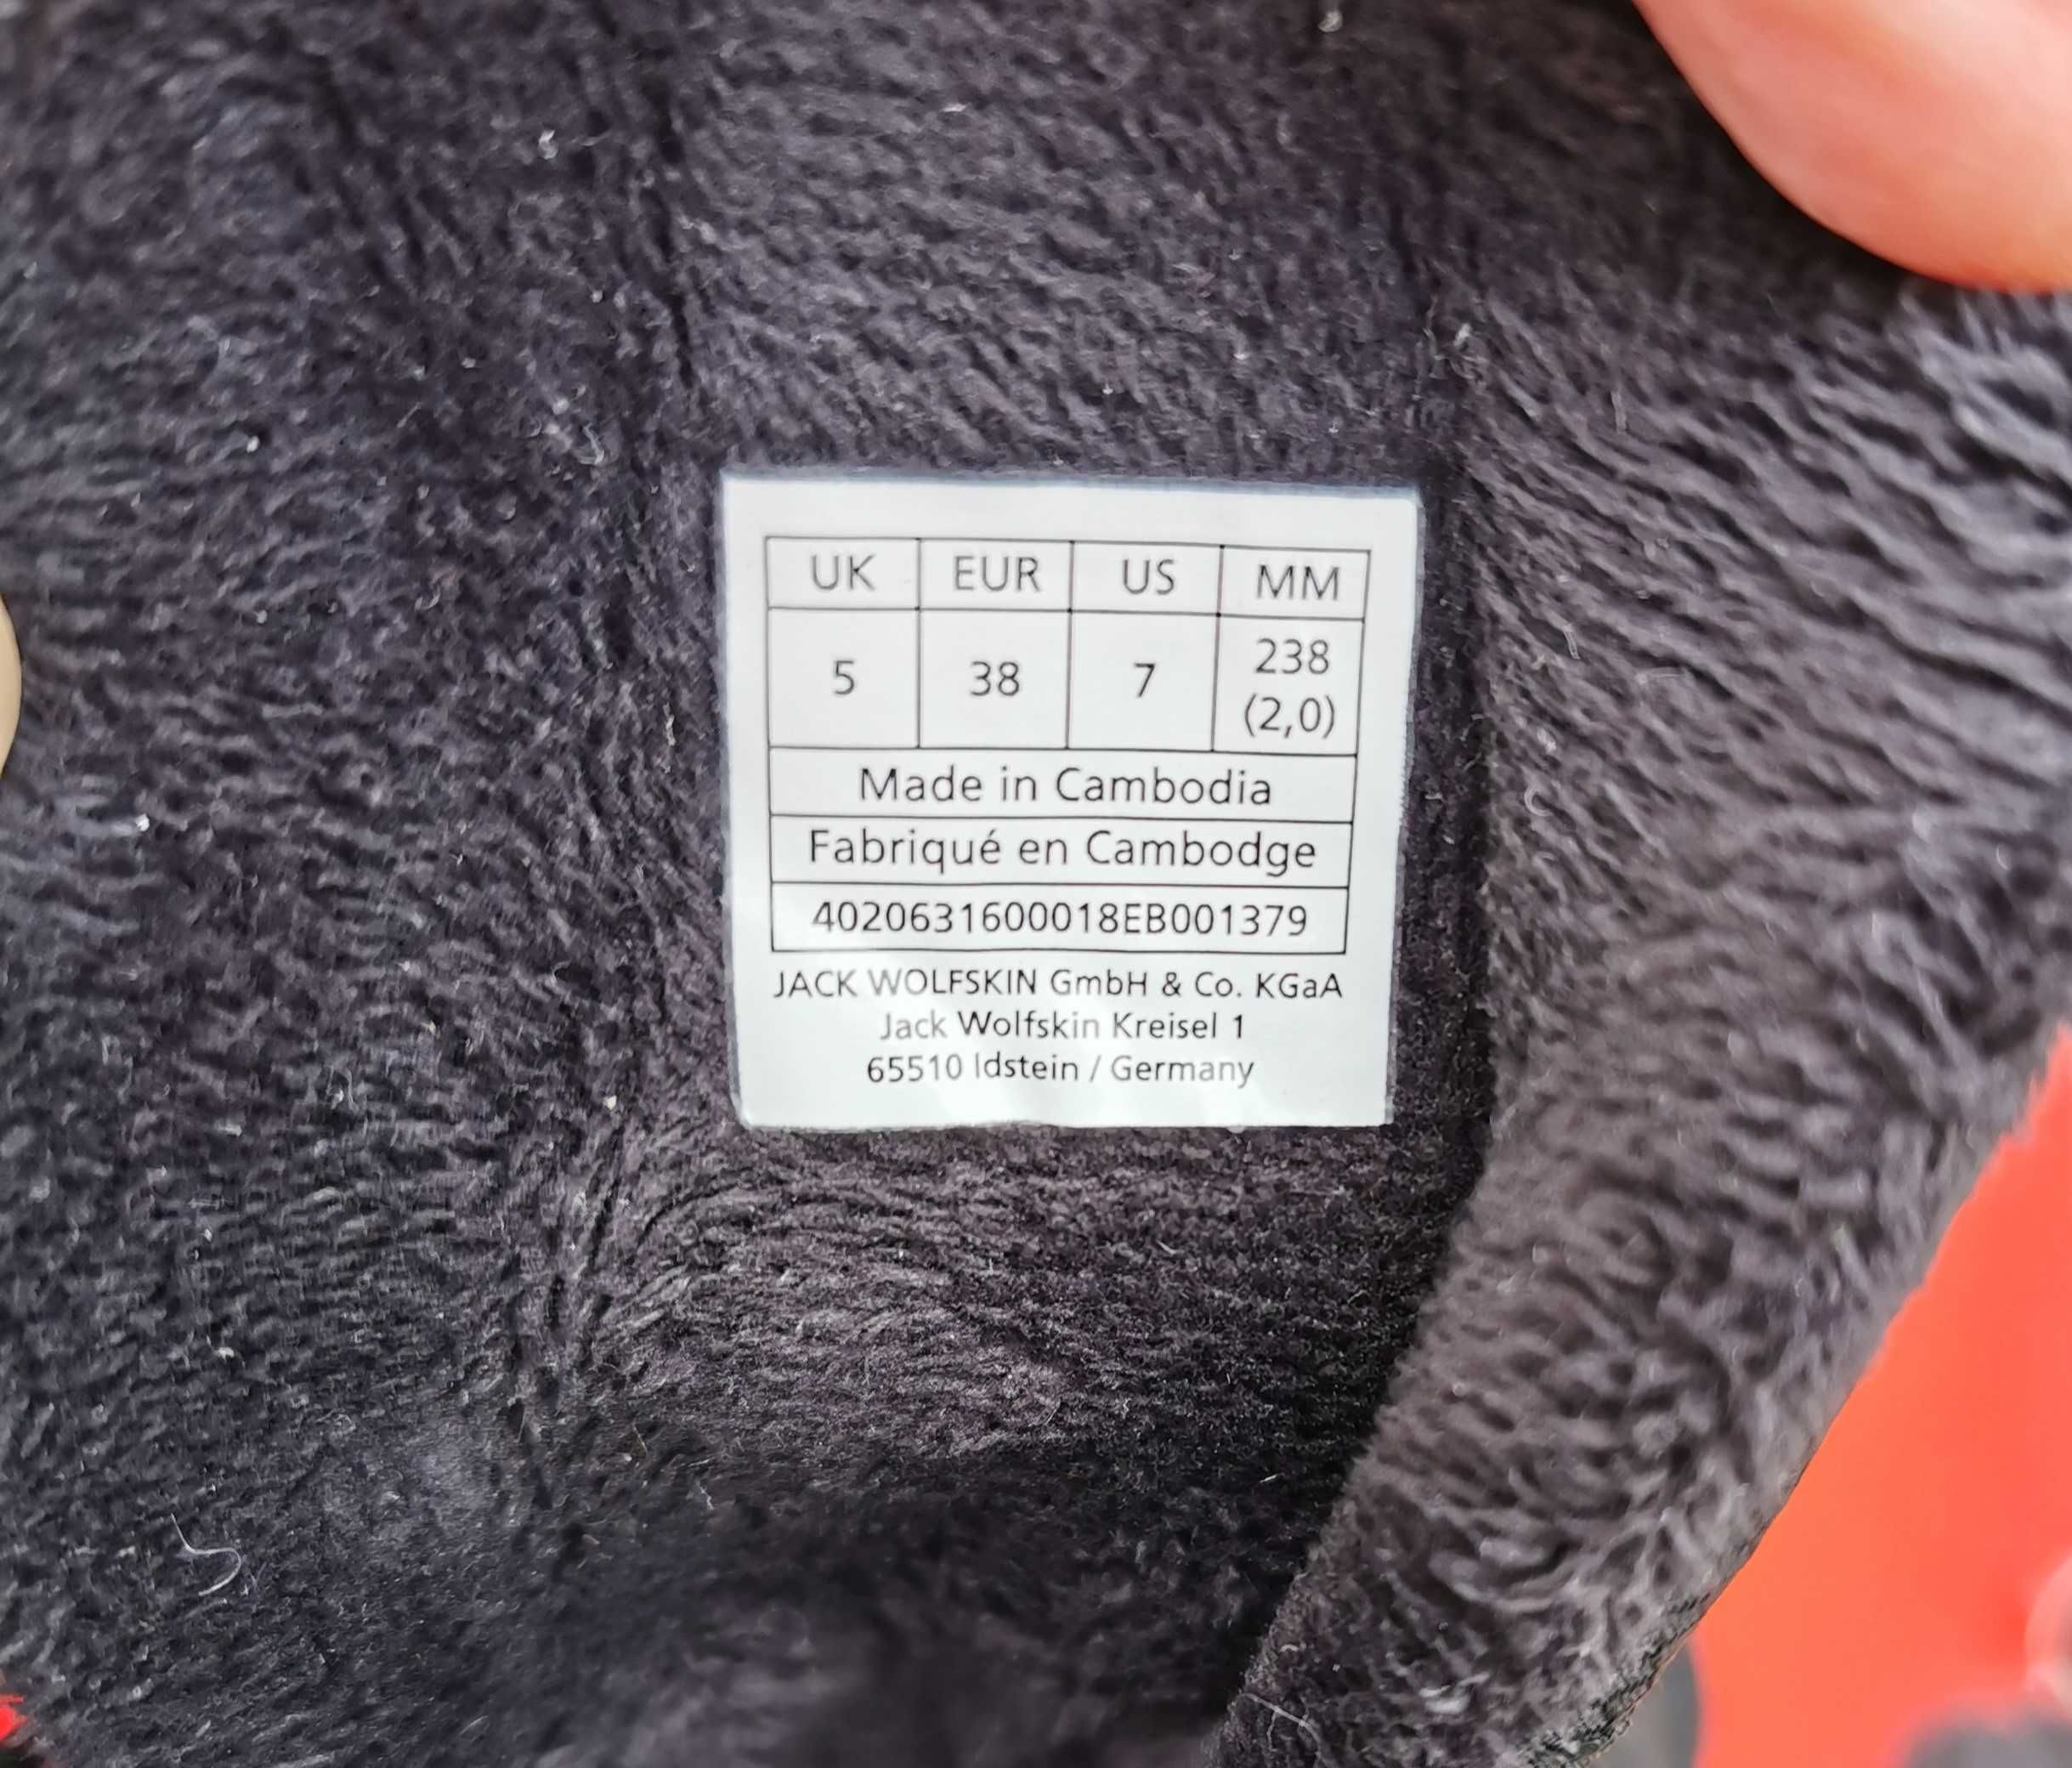 UK EUR US MM
5 38 7 238
(2,0)
Made in Cambodia
Fabriqué en Cambodge
4020631600018EB001379
JACK WOLFSKIN GmbH & Co. KGaA
Jack Wolfskin Kreisel 1
65510 Idstein / Germany